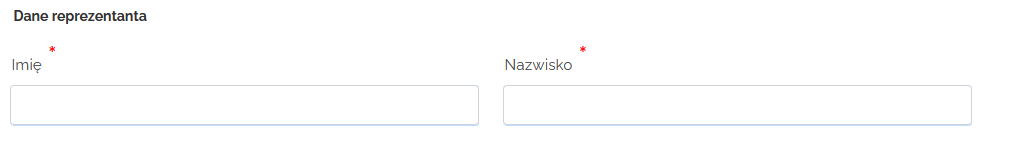 Dane reprezentanta
Imię * Nazwisko *